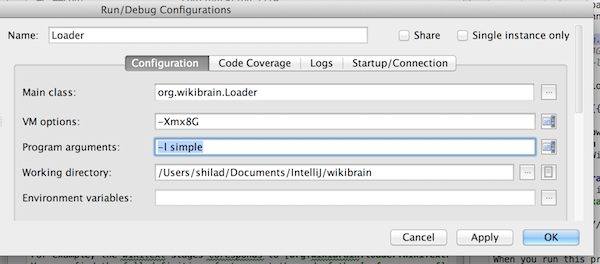 Run/Debug Configurations
Name: Loader Share Single instance only
Configuration Code Coverage Logs Startup/Connection
Main class: org.wikibrain.Loader
VM options: -Xmx8G
Program arguments: -l simple
Working directory: /Users/shilad/Documents/IntelliJ/wikibrain
Environment variables:
Cancel Apply OK
When you run this pr